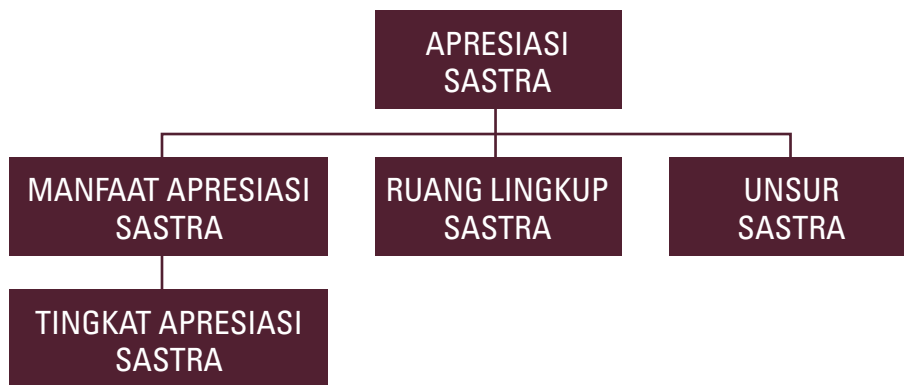 APRESIASI
SASTRA
MANFAAT APRESIASI
SASTRA
RUANG LINGKUP
SASTRA
UNSUR
SASTRA
TINGKAT APRESIASI
SASTRA